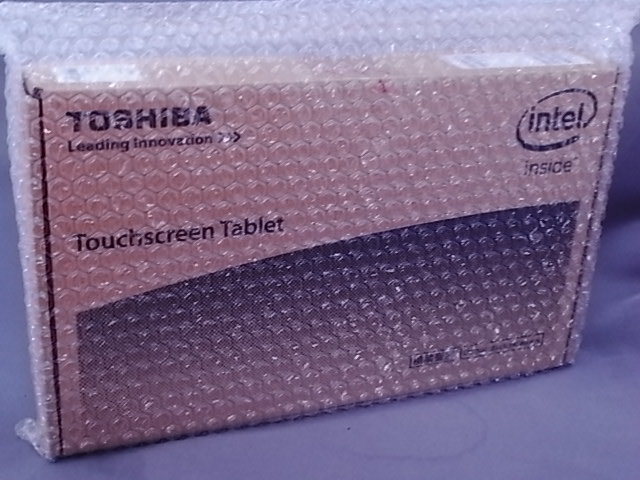 TOSHIBA
Leading Innovation >>>
intel
inside
Touchscreen Tablet